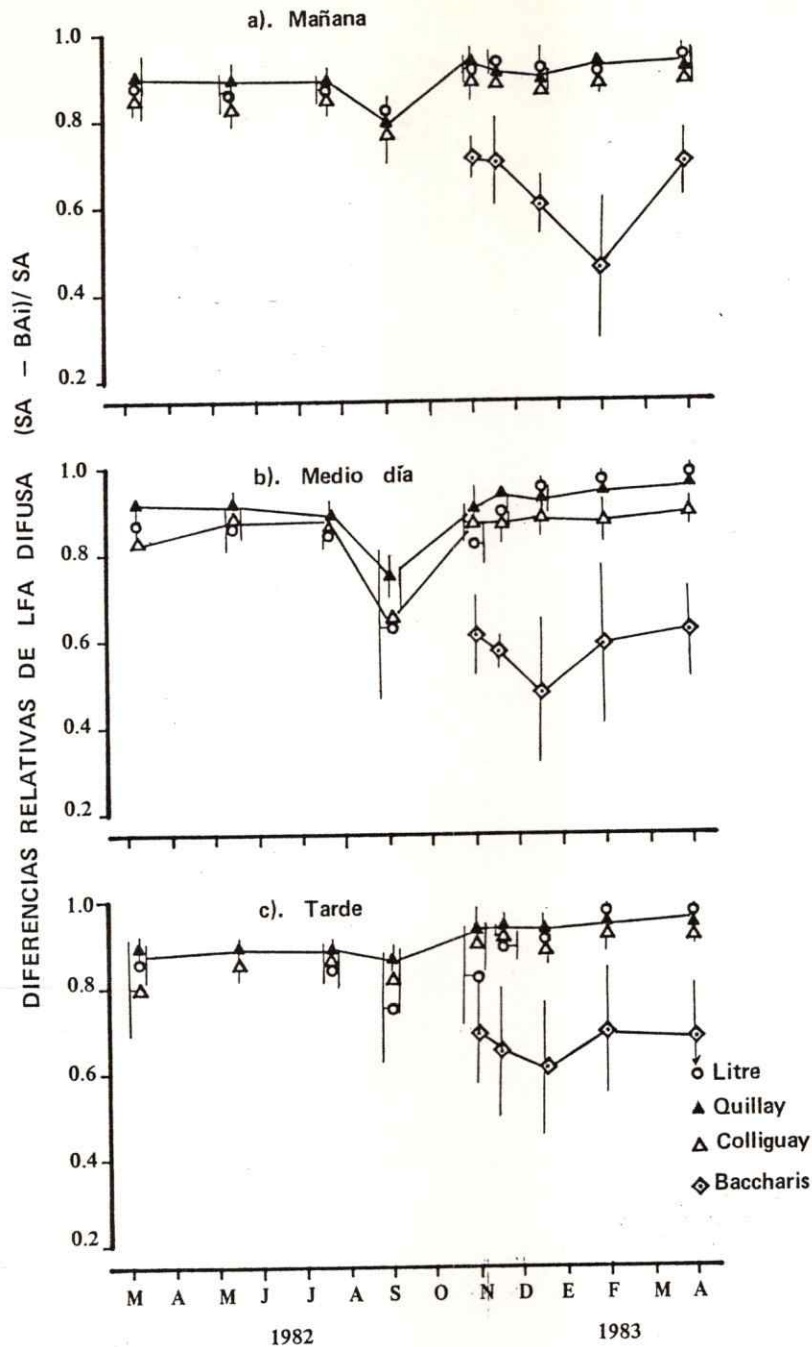 a). Mañana
1.0
0.8
0.6
0.4
0.2
b). Medio día
1.0
0.8
0.6
0.4
0.2
c). Tarde
1.0
0.8
0.6
0.4
0.2
DIFERENCIAS RELATIVAS DE LFA DIFUSA (SA – BAi)/ SA
Litre
Quillay
Colliguay
Baccharis
M A M J J A S O N D E F M A
1982 1983